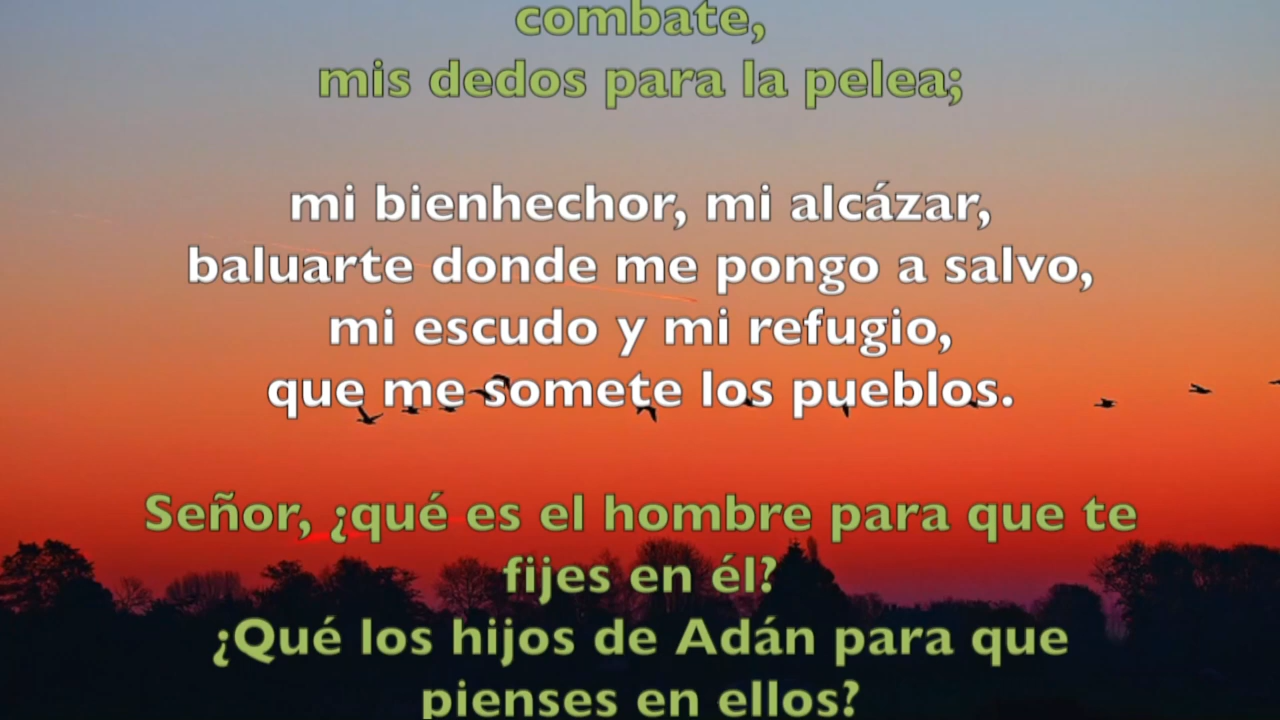 combate,
mis dedos para la pelea;
mi bienhechor, mi alcázar,
baluarte donde me pongo a salvo,
mi escudo y mi refugio,
que me somete los pueblos.
Señor, ¿qué es el hombre para que te
fijes en él?
¿Qué los hijos de Adán para que
pienses en ellos?